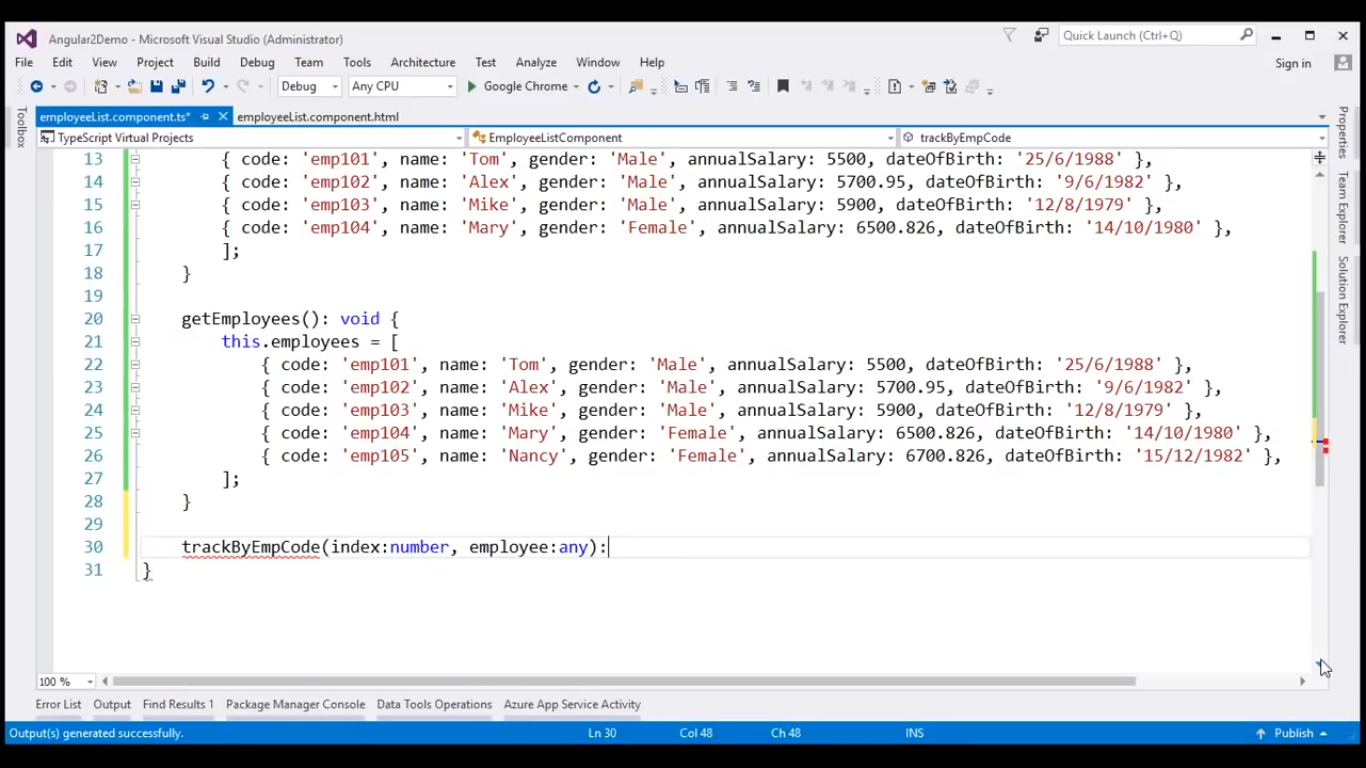 Angular2Demo - Microsoft Visual Studio (Administrator)
Quick Launch (Ctrl+Q)
File Edit View Project Build Debug Team Tools Architecture Test Analyze Window Help
Sign in
Debug Any CPU Google Chrome
employeeList.component.ts* employeeList.component.html
TypeScript Virtual Projects EmployeeListComponent trackByEmpCode
Toolbox
Properties
Team Explorer
Solution Explorer
13 { code: 'emp101', name: 'Tom', gender: 'Male', annualSalary: 5500, dateOfBirth: '25/6/1988' },
14 { code: 'emp102', name: 'Alex', gender: 'Male', annualSalary: 5700.95, dateOfBirth: '9/6/1982' },
15 { code: 'emp103', name: 'Mike', gender: 'Male', annualSalary: 5900, dateOfBirth: '12/8/1979' },
16 { code: 'emp104', name: 'Mary', gender: 'Female', annualSalary: 6500.826, dateOfBirth: '14/10/1980' },
17 ];
18 }
19
20 getEmployees(): void {
21 this.employees = [
22 { code: 'emp101', name: 'Tom', gender: 'Male', annualSalary: 5500, dateOfBirth: '25/6/1988' },
23 { code: 'emp102', name: 'Alex', gender: 'Male', annualSalary: 5700.95, dateOfBirth: '9/6/1982' },
24 { code: 'emp103', name: 'Mike', gender: 'Male', annualSalary: 5900, dateOfBirth: '12/8/1979' },
25 { code: 'emp104', name: 'Mary', gender: 'Female', annualSalary: 6500.826, dateOfBirth: '14/10/1980' },
26 { code: 'emp105', name: 'Nancy', gender: 'Female', annualSalary: 6700.826, dateOfBirth: '15/12/1982' },
27 ];
28 }
29
30 trackByEmpCode(index:number, employee:any):
31 }
100 %
Error List Output Find Results 1 Package Manager Console Data Tools Operations Azure App Service Activity
Output(s) generated successfully. Ln 30 Col 48 Ch 48 INS Publish